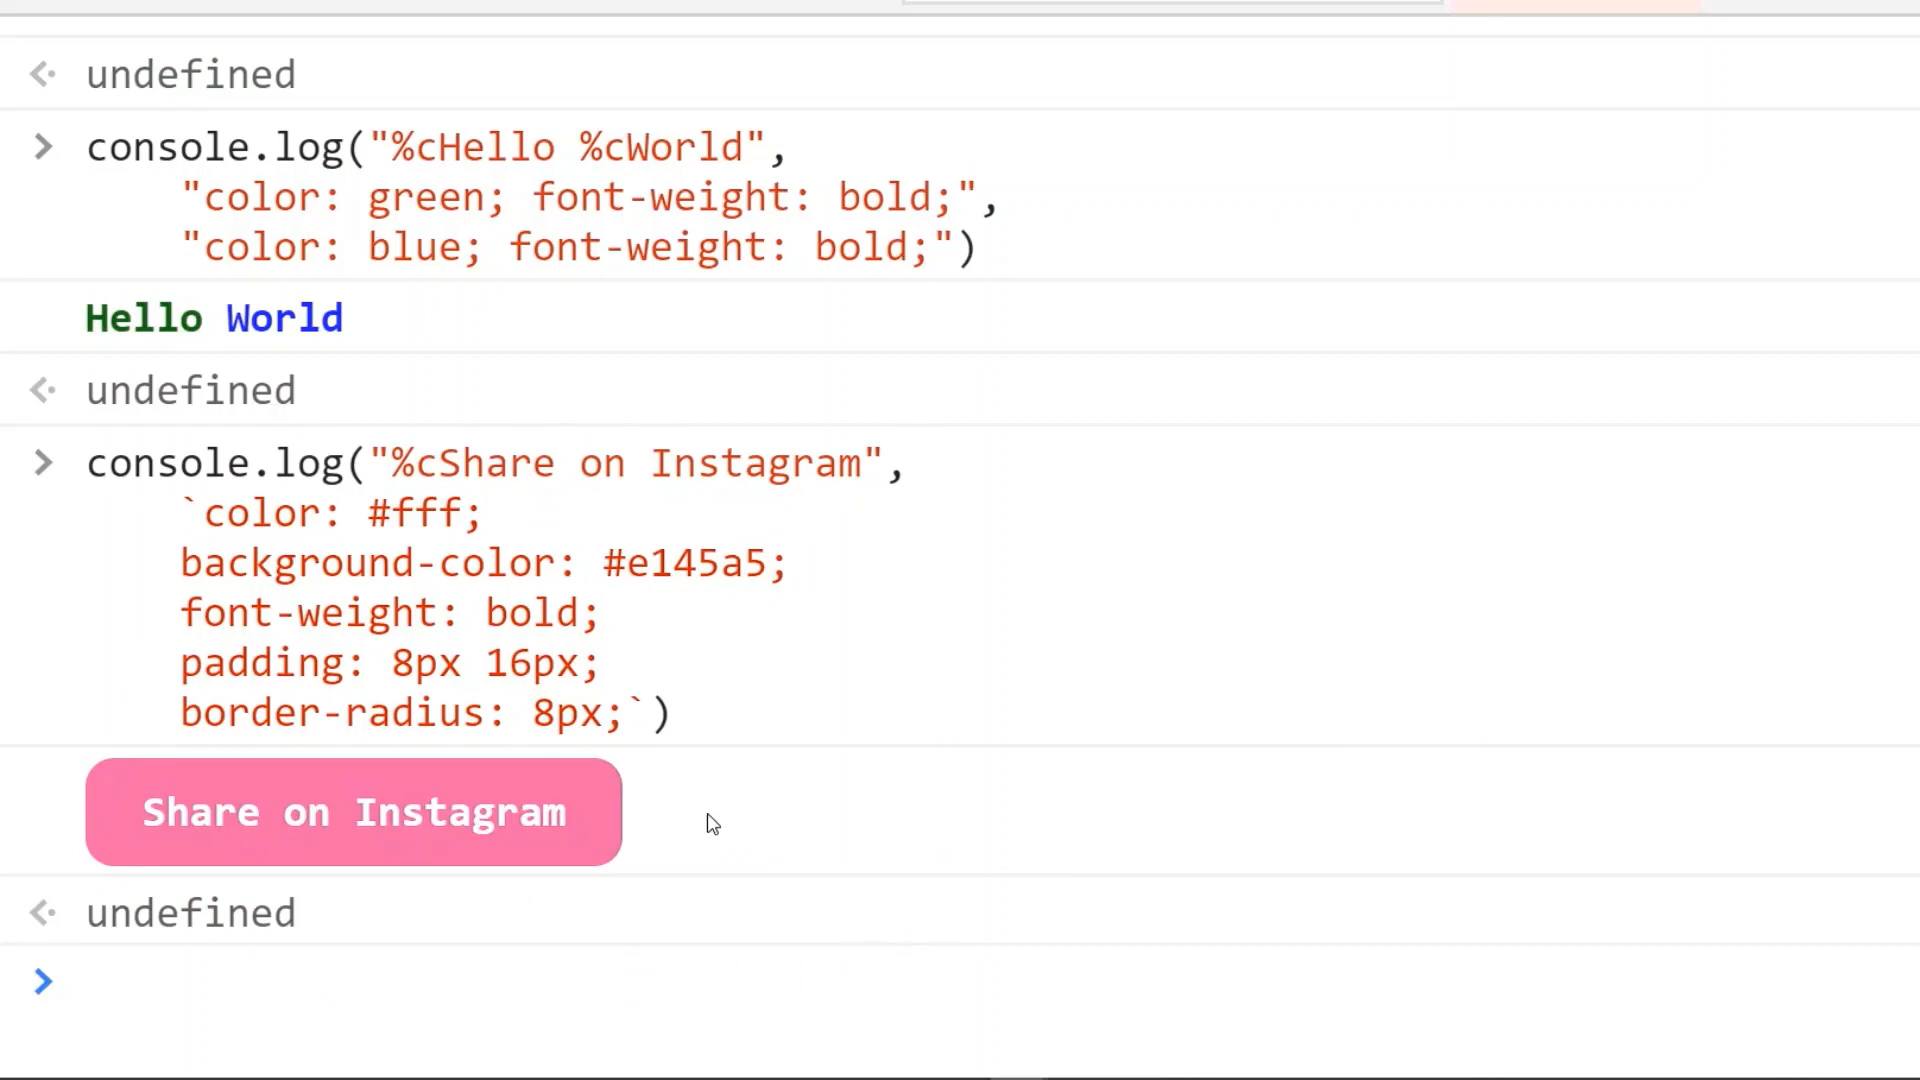 undefined
console.log("%cHello %cWorld",
"color: green; font-weight: bold;",
"color: blue; font-weight: bold;")
Hello World
undefined
console.log("%cShare on Instagram",
`color: #fff;
background-color: #e145a5;
font-weight: bold;
padding: 8px 16px;
border-radius: 8px;`)
Share on Instagram
undefined